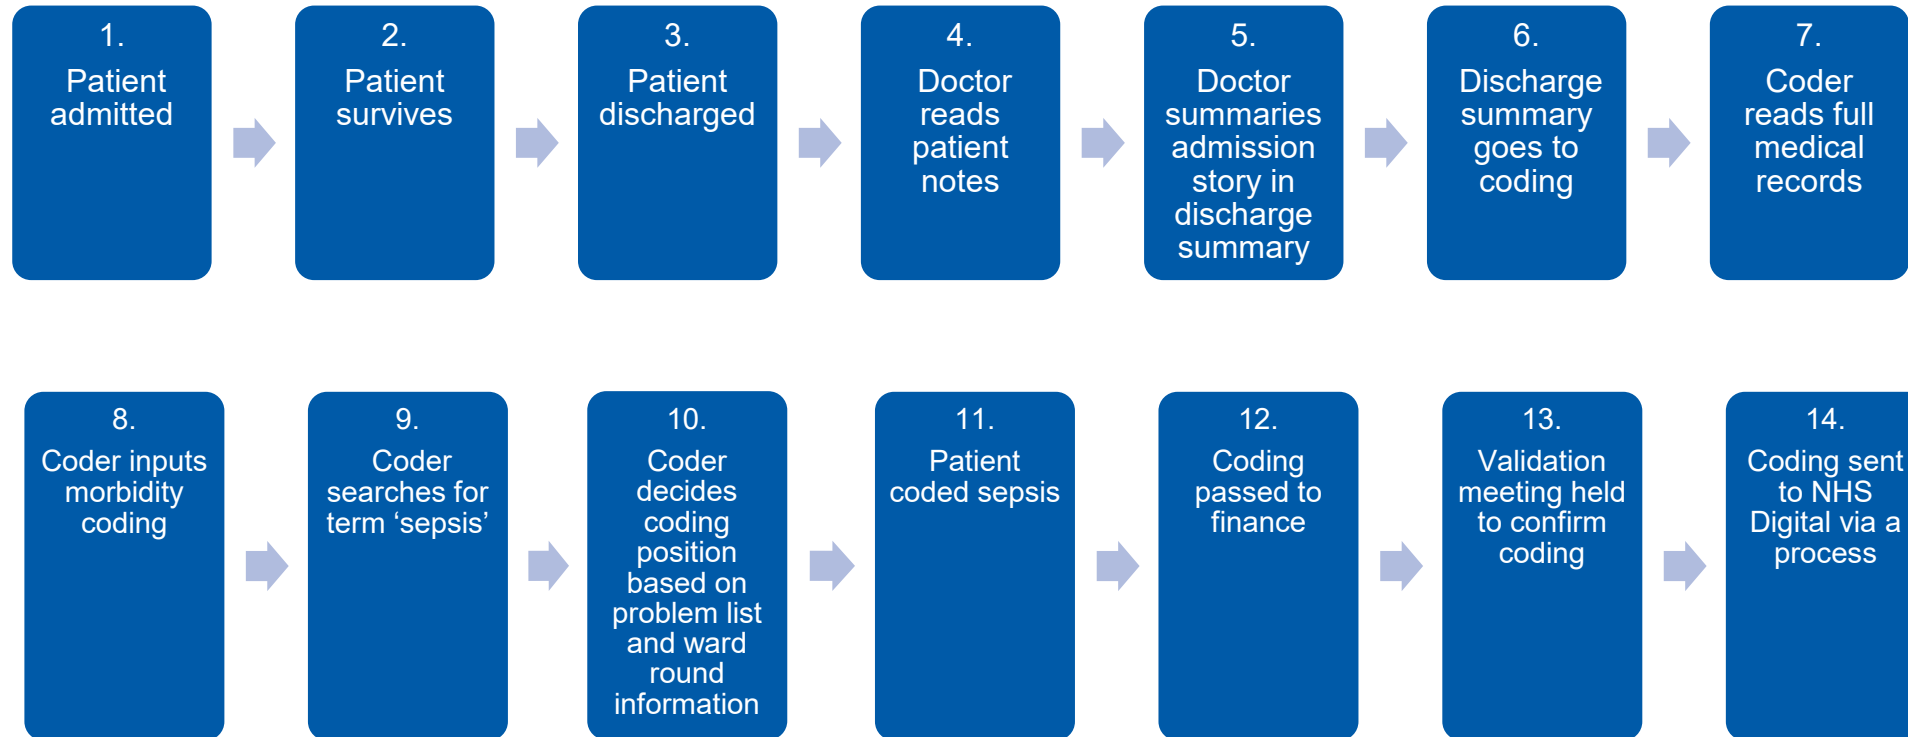 1.
Patient
admitted
2.
Patient
survives
3.
Patient
discharged
4.
Doctor
reads
patient
notes
5.
Doctor
summaries
admission
story in
discharge
summary
6.
Discharge
summary
goes to
coding
7.
Coder
reads full
medical
records
8.
Coder inputs
morbidity
coding
9.
Coder
searches for
term ‘sepsis’
10.
Coder
decides
coding
position
based on
problem list
and ward
round
information
11.
Patient
coded sepsis
12.
Coding
passed to
finance
13.
Validation
meeting held
to confirm
coding
14.
Coding sent
to NHS
Digital via a
process